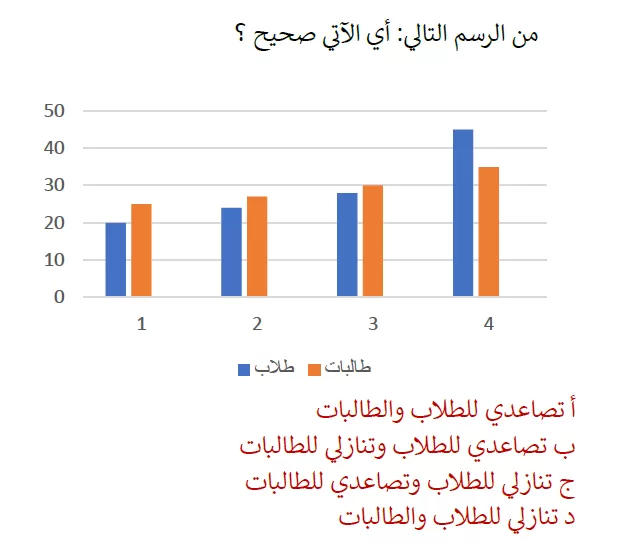 من الرسم التالي: أي الآتي صحيح ؟
50
40
30
20
10
0
1 2 3 4
طلاب طالبات
أ تصاعدي للطلاب والطالبات
ب تصاعدي للطلاب وتنازلي للطالبات
ج تنازلي للطلاب وتصاعدي للطالبات
د تنازلي للطلاب والطالبات